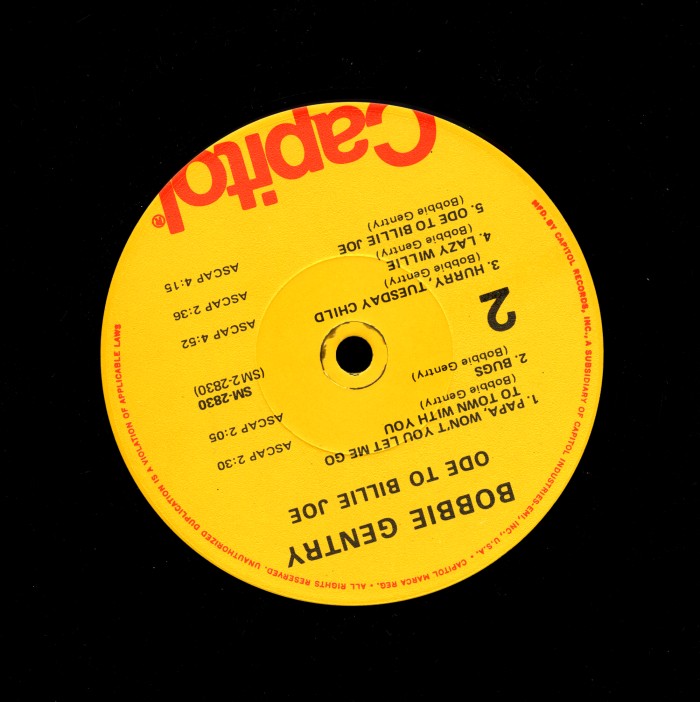 BOBBIE GENTRY
ODE TO BILLIE JOE
1. PAPA, WON'T YOU LET ME GO
TO TOWN WITH YOU
(Bobbie Gentry) ASCAP 2:30
2. BUGS
(Bobbie Gentry) ASCAP 2:05
SM-2830
(SM-2-2830)
2
3. HURRY, TUESDAY CHILD
(Bobbie Gentry) ASCAP 4:52
4. LAZY WILLIE
(Bobbie Gentry) ASCAP 2:36
5. ODE TO BILLIE JOE
(Bobbie Gentry) ASCAP 4:15
Capitol®
MFD. BY CAPITOL RECORDS, INC., A SUBSIDIARY OF CAPITOL INDUSTRIES-EMI, INC., U.S.A. • CAPITOL MARCA REG. • ALL RIGHTS RESERVED. UNAUTHORIZED DUPLICATION IS A VIOLATION OF APPLICABLE LAWS